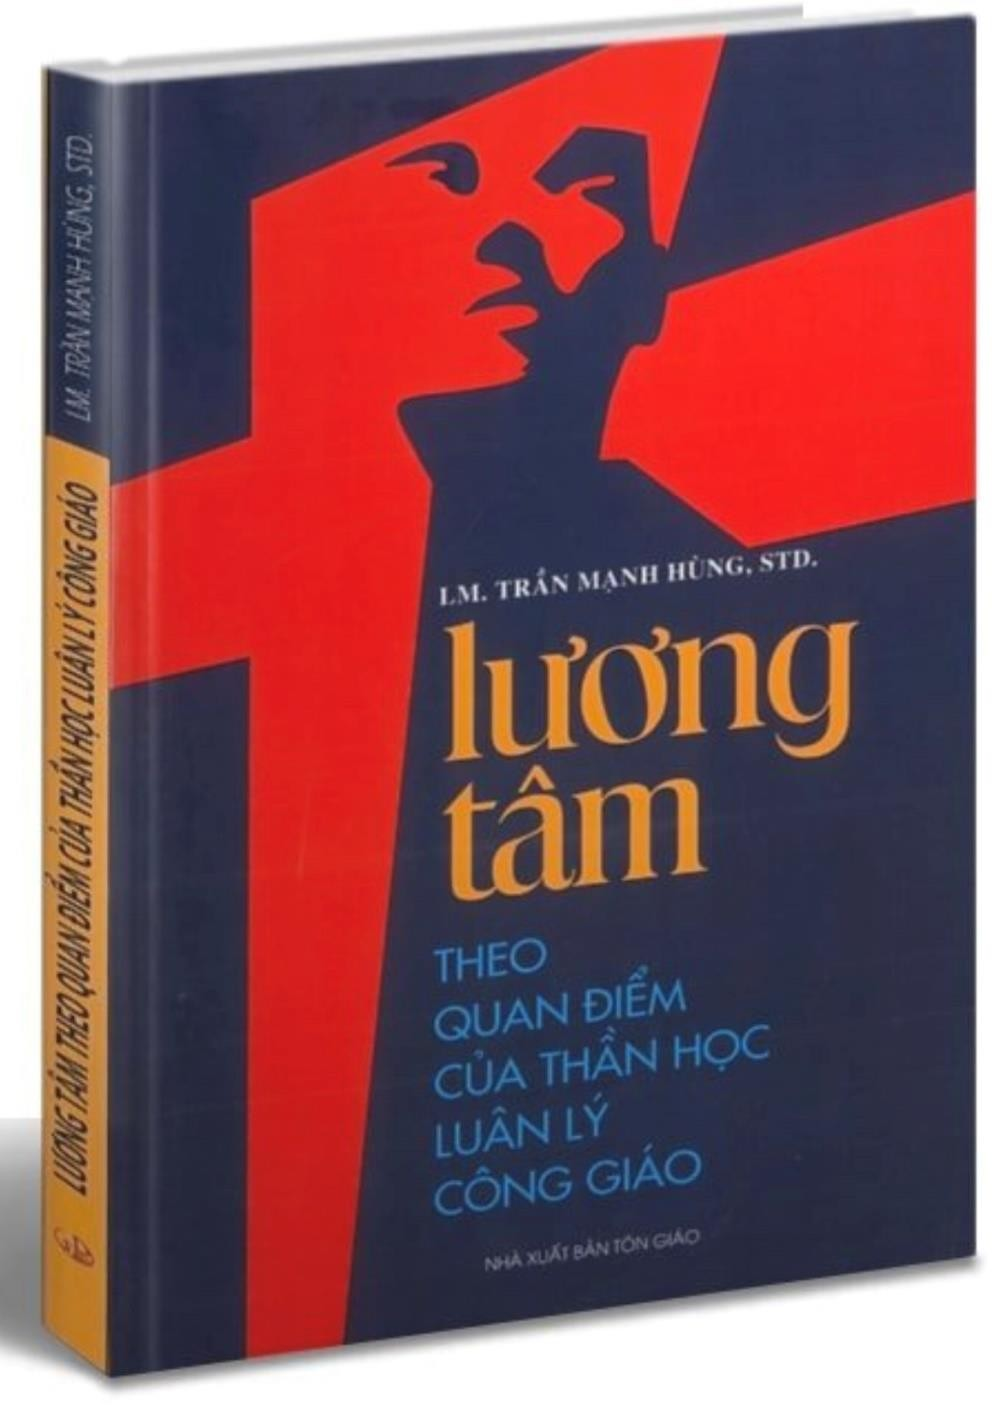 LM. TRẦN MẠNH HÙNG, STD.
lương
tâm
THEO
QUAN ĐIỂM
CỦA THẦN HỌC
LUÂN LÝ
CÔNG GIÁO
NHÀ XUẤT BẢN TÔN GIÁO
LM. TRẦN MẠNH HÙNG, STD.
LƯƠNG TÂM THEO QUAN ĐIỂM CỦA THẦN HỌC LUÂN LÝ CÔNG GIÁO